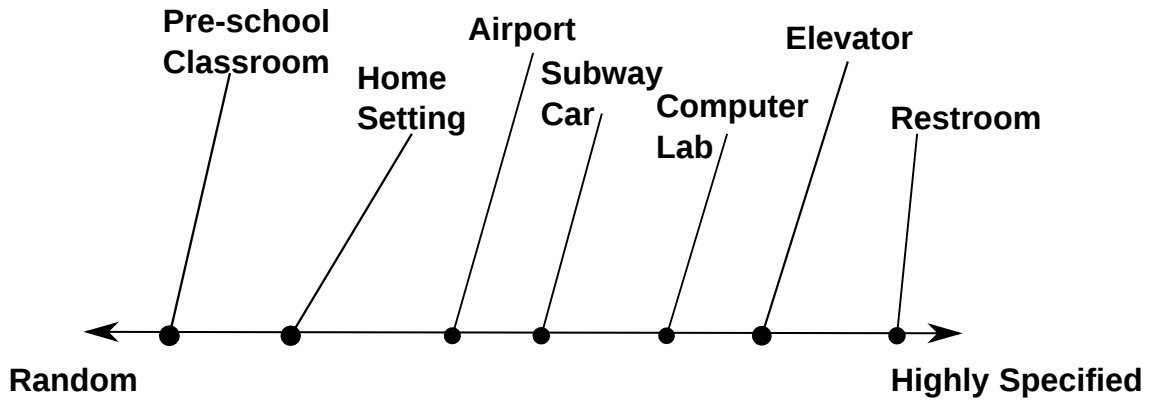 Pre-school
Classroom
Home
Setting
Airport
Subway
Car
Computer
Lab
Elevator
Restroom
Random
Highly Specified